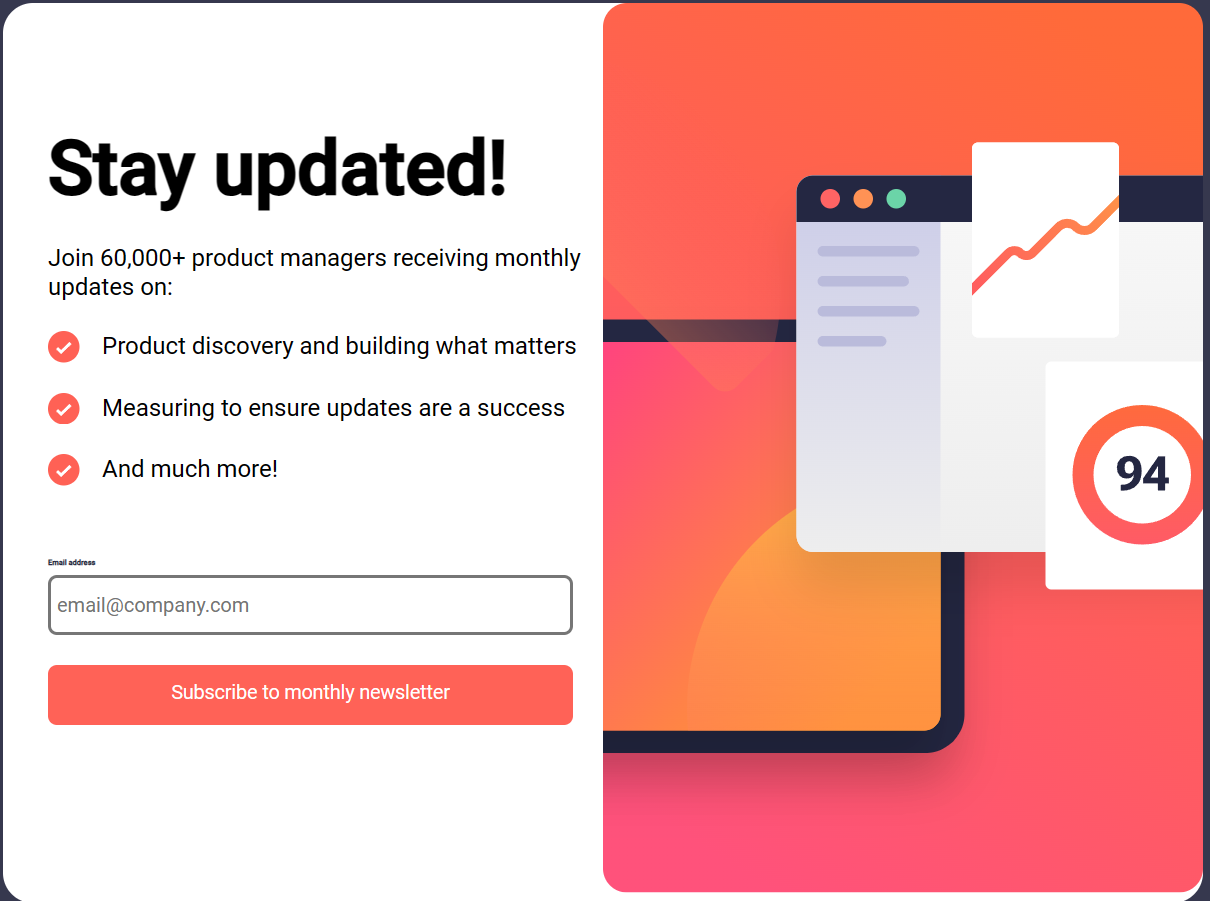 Stay updated!
Join 60,000+ product managers receiving monthly
updates on:
Product discovery and building what matters
Measuring to ensure updates are a success
And much more!
Email address
email@company.com
Subscribe to monthly newsletter
94